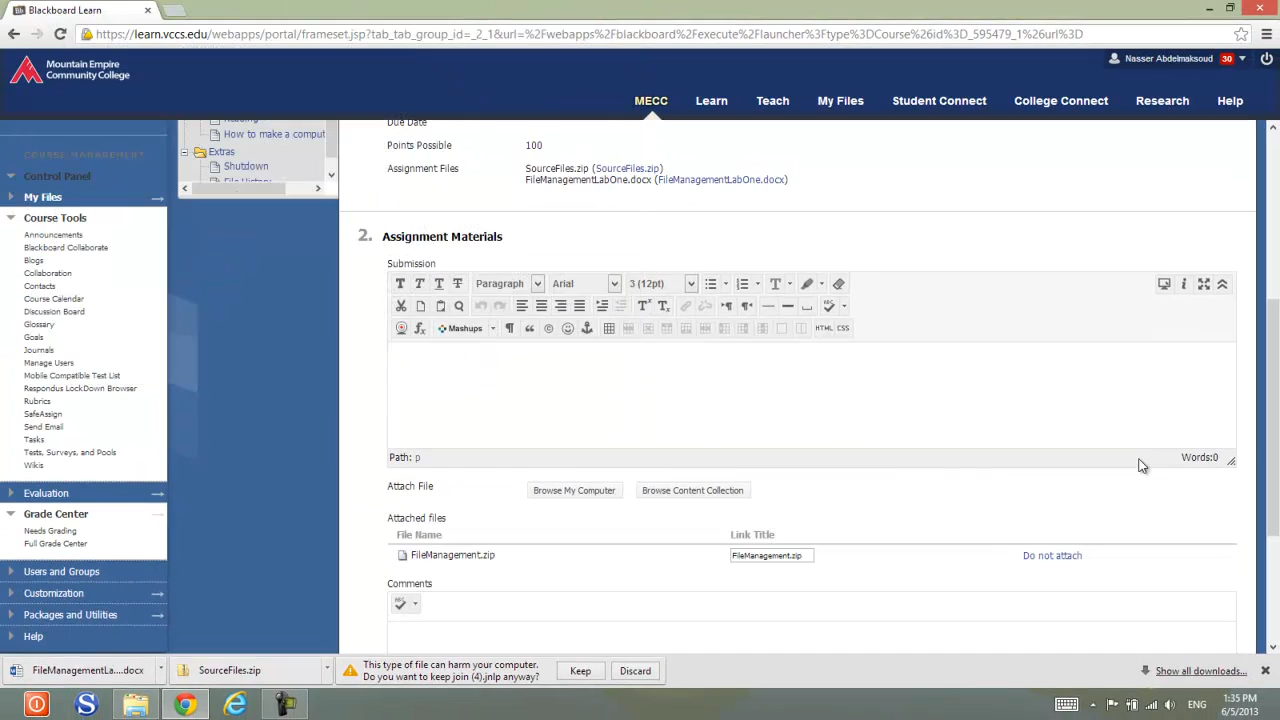 Blackboard Learn
https://learn.vccs.edu/webapps/portal/frameset.jsp?tab_tab_group_id=_2_1&url=%2Fwebapps%2Fblackboard%2Fexecute%2Flauncher%3Ftype%3DCourse%26id%3D_595479_1%26url%3D
Mountain Empire
Community College
Nasser Abdelmaksoud 30
MECC Learn Teach My Files Student Connect College Connect Research Help
How to make a comput
Extras
Shutdown
File History
COURSE MANAGEMENT
Control Panel
My Files
Course Tools
Announcements
Blackboard Collaborate
Blogs
Collaboration
Contacts
Course Calendar
Discussion Board
Glossary
Goals
Journals
Manage Users
Mobile Compatible Test List
Respondus LockDown Browser
Rubrics
SafeAssign
Send Email
Tasks
Tests, Surveys, and Pools
Wikis
Evaluation
Grade Center
Needs Grading
Full Grade Center
Users and Groups
Customization
Packages and Utilities
Help
Due Date
Points Possible 100
Assignment Files SourceFiles.zip (SourceFiles.zip)
FileManagementLabOne.docx (FileManagementLabOne.docx)
2. Assignment Materials
Submission
T T T T Paragraph Arial 3 (12pt)
Mashups HTML CSS
Path: p Words:0
Attach File Browse My Computer Browse Content Collection
Attached files
File Name Link Title
FileManagement.zip FileManagement.zip Do not attach
Comments
FileManagementLa....docx SourceFiles.zip
This type of file can harm your computer.
Do you want to keep join (4).jnlp anyway?
Keep Discard
Show all downloads...
ENG
1:35 PM
6/5/2013